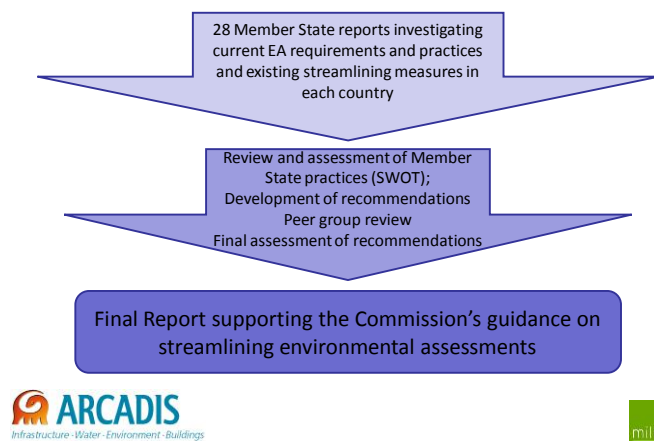 28 Member State reports investigating
current EA requirements and practices
and existing streamlining measures in
each country
Review and assessment of Member
State practices (SWOT);
Development of recommendations
Peer group review
Final assessment of recommendations
Final Report supporting the Commission's guidance on
streamlining environmental assessments
ARCADIS
Infrastructure · Water · Environment · Buildings
mil